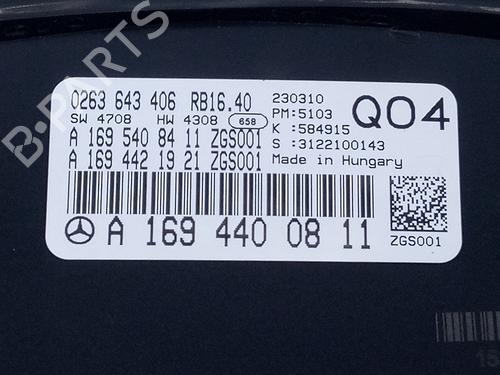 B-PARTS
0263 643 406 RB16.40
230310
SW 4708 HW 4308 658
PM:5103
Q04
K :584915
A 169 540 84 11 ZGS001
S :3122100143
A 169 442 19 21 ZGS001
Made in Hungary
A 169 440 08 11
ZGS001